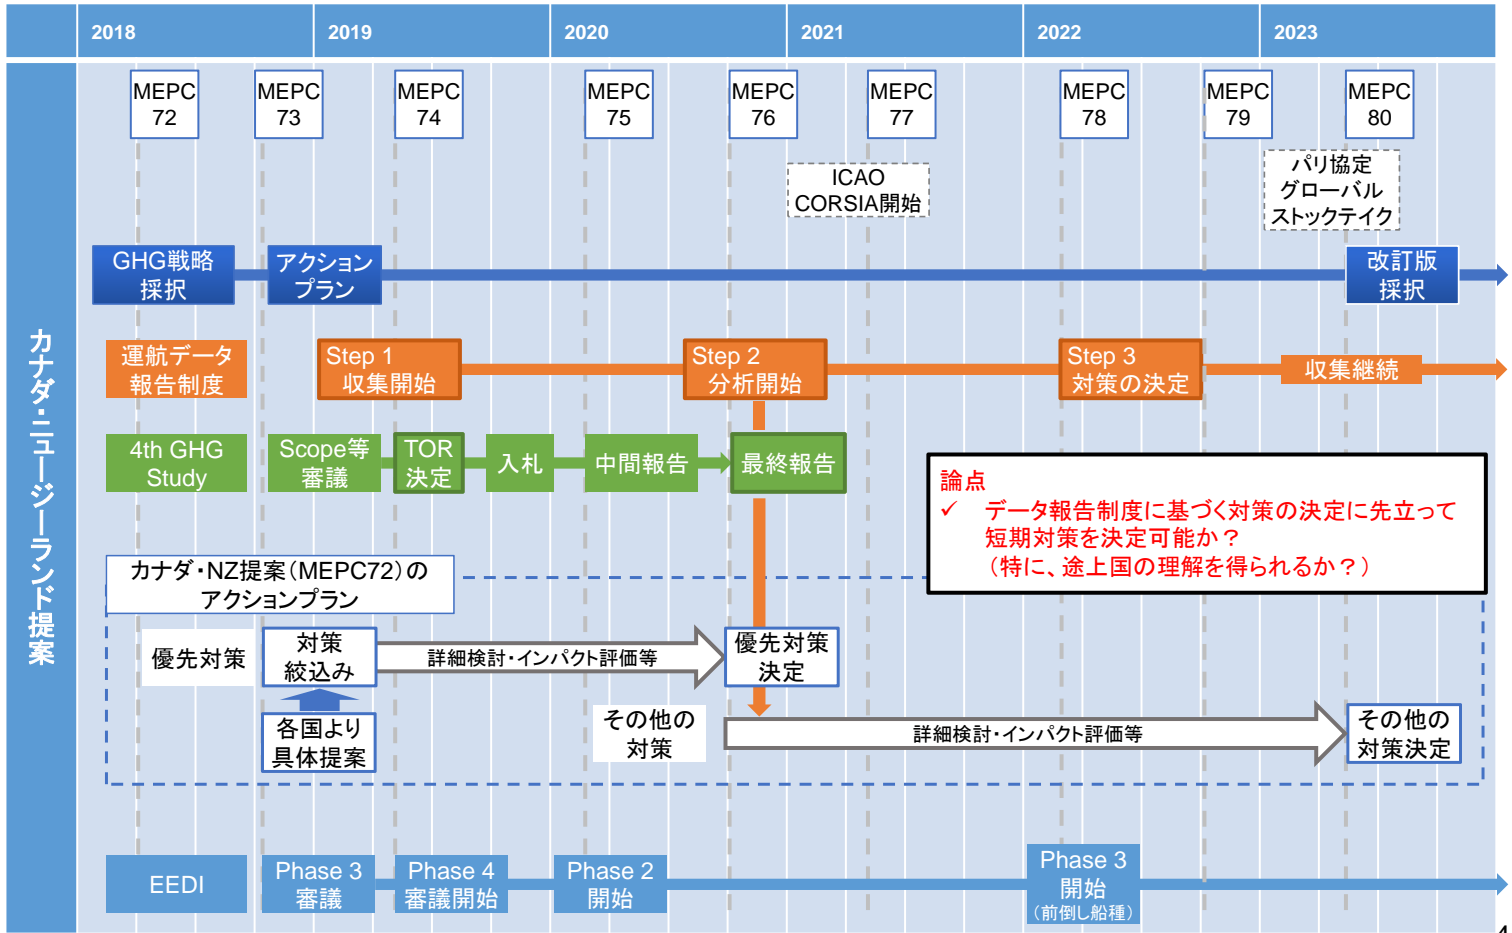 2018
2019
2020
2021
2022
2023
カナダ・ニュージーランド提案
MEPC
72
MEPC
73
MEPC
74
MEPC
75
MEPC
76
MEPC
77
MEPC
78
MEPC
79
MEPC
80
ICAO
CORSIA開始
パリ協定
グローバル
ストックテイク
GHG戦略
採択
アクション
プラン
改訂版
採択
運航データ
報告制度
Step 1
収集開始
Step 2
分析開始
Step 3
対策の決定
収集継続
4th GHG
Study
Scope等
審議
TOR
決定
入札
中間報告
最終報告
論点
✓ データ報告制度に基づく対策の決定に先立って
短期対策を決定可能か？
（特に、途上国の理解を得られるか？）
カナダ・NZ提案（MEPC72）の
アクションプラン
優先対策
対策
絞込み
詳細検討・インパクト評価等
優先対策
決定
各国より
具体提案
その他の
対策
詳細検討・インパクト評価等
その他の
対策決定
EEDI
Phase 3
審議
Phase 4
審議開始
Phase 2
開始
Phase 3
開始
（前倒し船種）
4